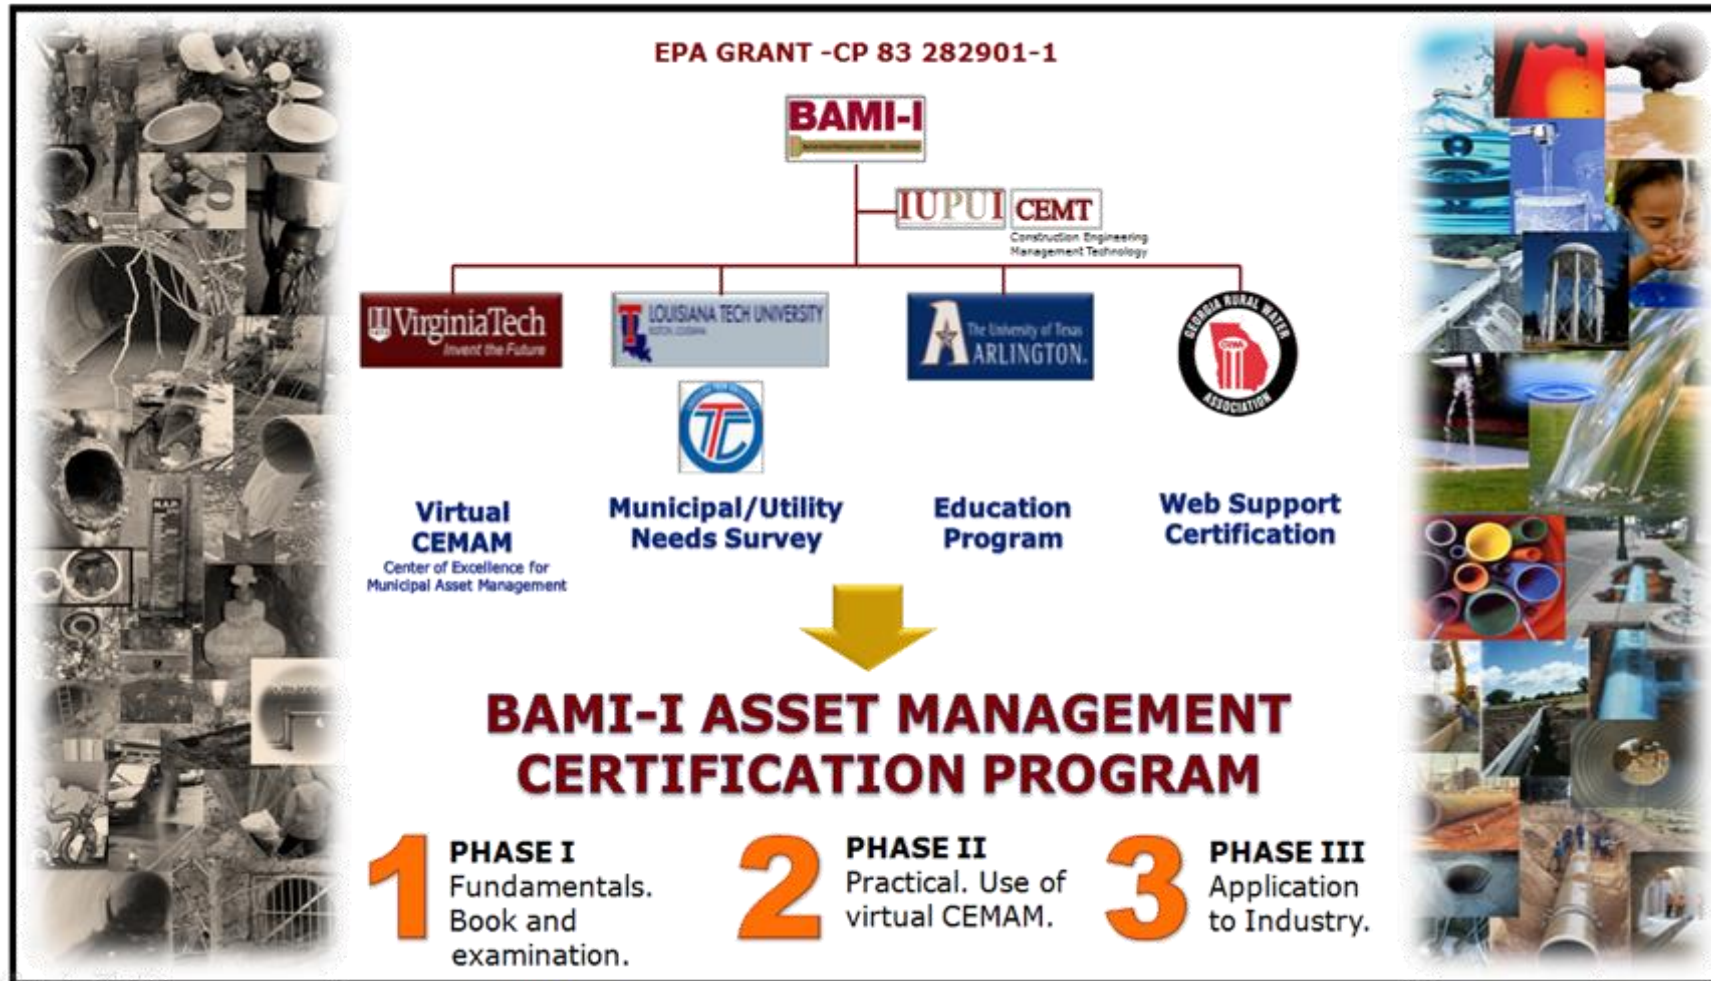 EPA GRANT -CP 83 282901-1
BAMI-I
IUPUI
CEMT
Construction Engineering
Management Technology
VirginiaTech
Invent the Future
LOUISIANA TECH UNIVERSITY
The University of Texas
ARLINGTON.
GEORGIA RURAL WATER
ASSOCIATION
TTC
Virtual
CEMAM
Center of Excellence for
Municipal Asset Management
Municipal/Utility
Needs Survey
Education
Program
Web Support
Certification
BAMI-I ASSET MANAGEMENT
CERTIFICATION PROGRAM
1
PHASE I
Fundamentals.
Book and
examination.
2
PHASE II
Practical. Use of
virtual CEMAM.
3
PHASE III
Application
to Industry.